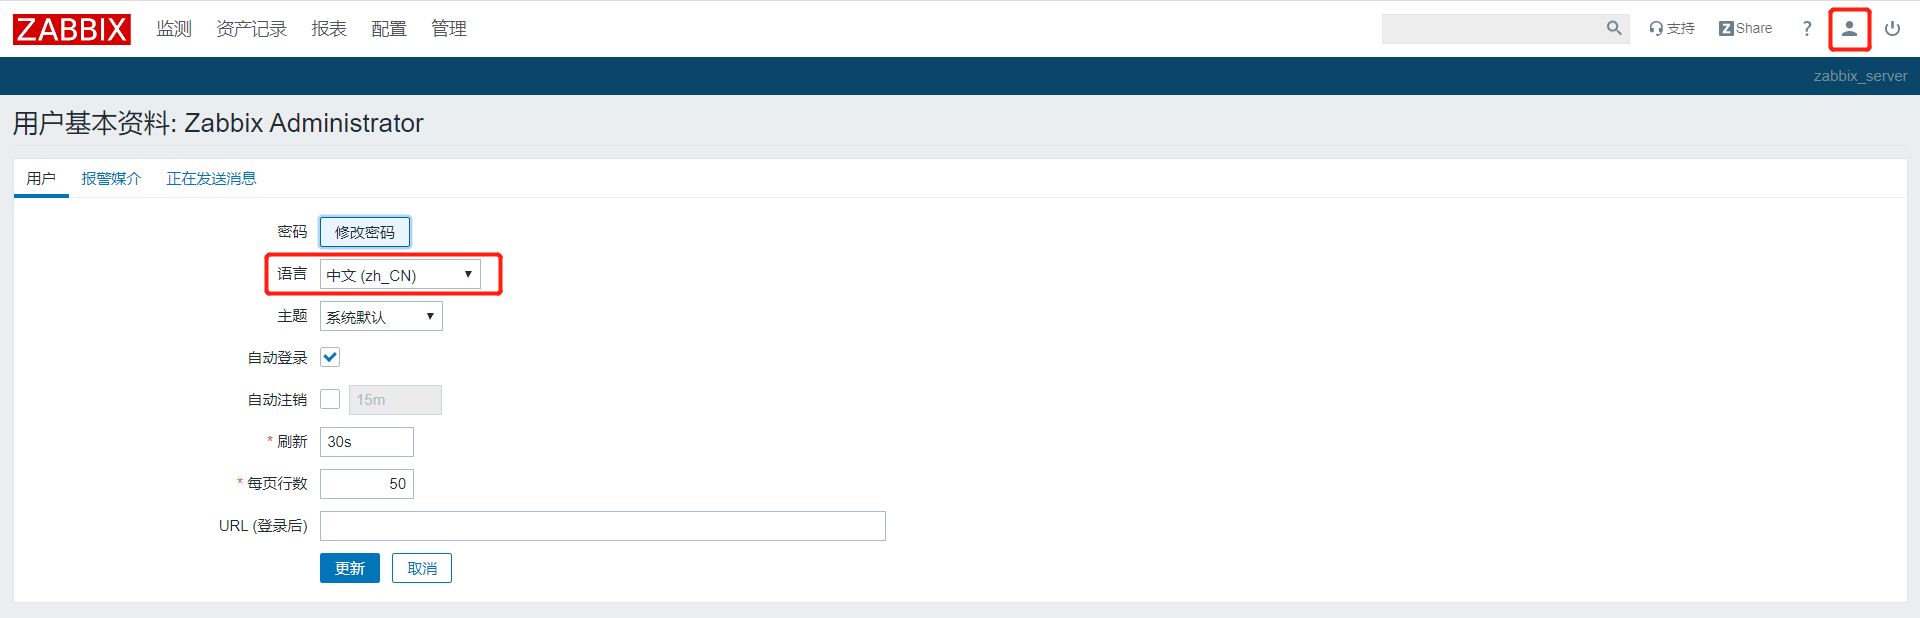 ZABBIX 监测 资产记录 报表 配置 管理 支持 Z Share ?
zabbix_server
用户基本资料: Zabbix Administrator
用户 报警媒介 正在发送消息
密码 修改密码
语言 中文 (zh_CN)
主题 系统默认
自动登录
自动注销 15m
* 刷新 30s
* 每页行数 50
URL (登录后)
更新 取消